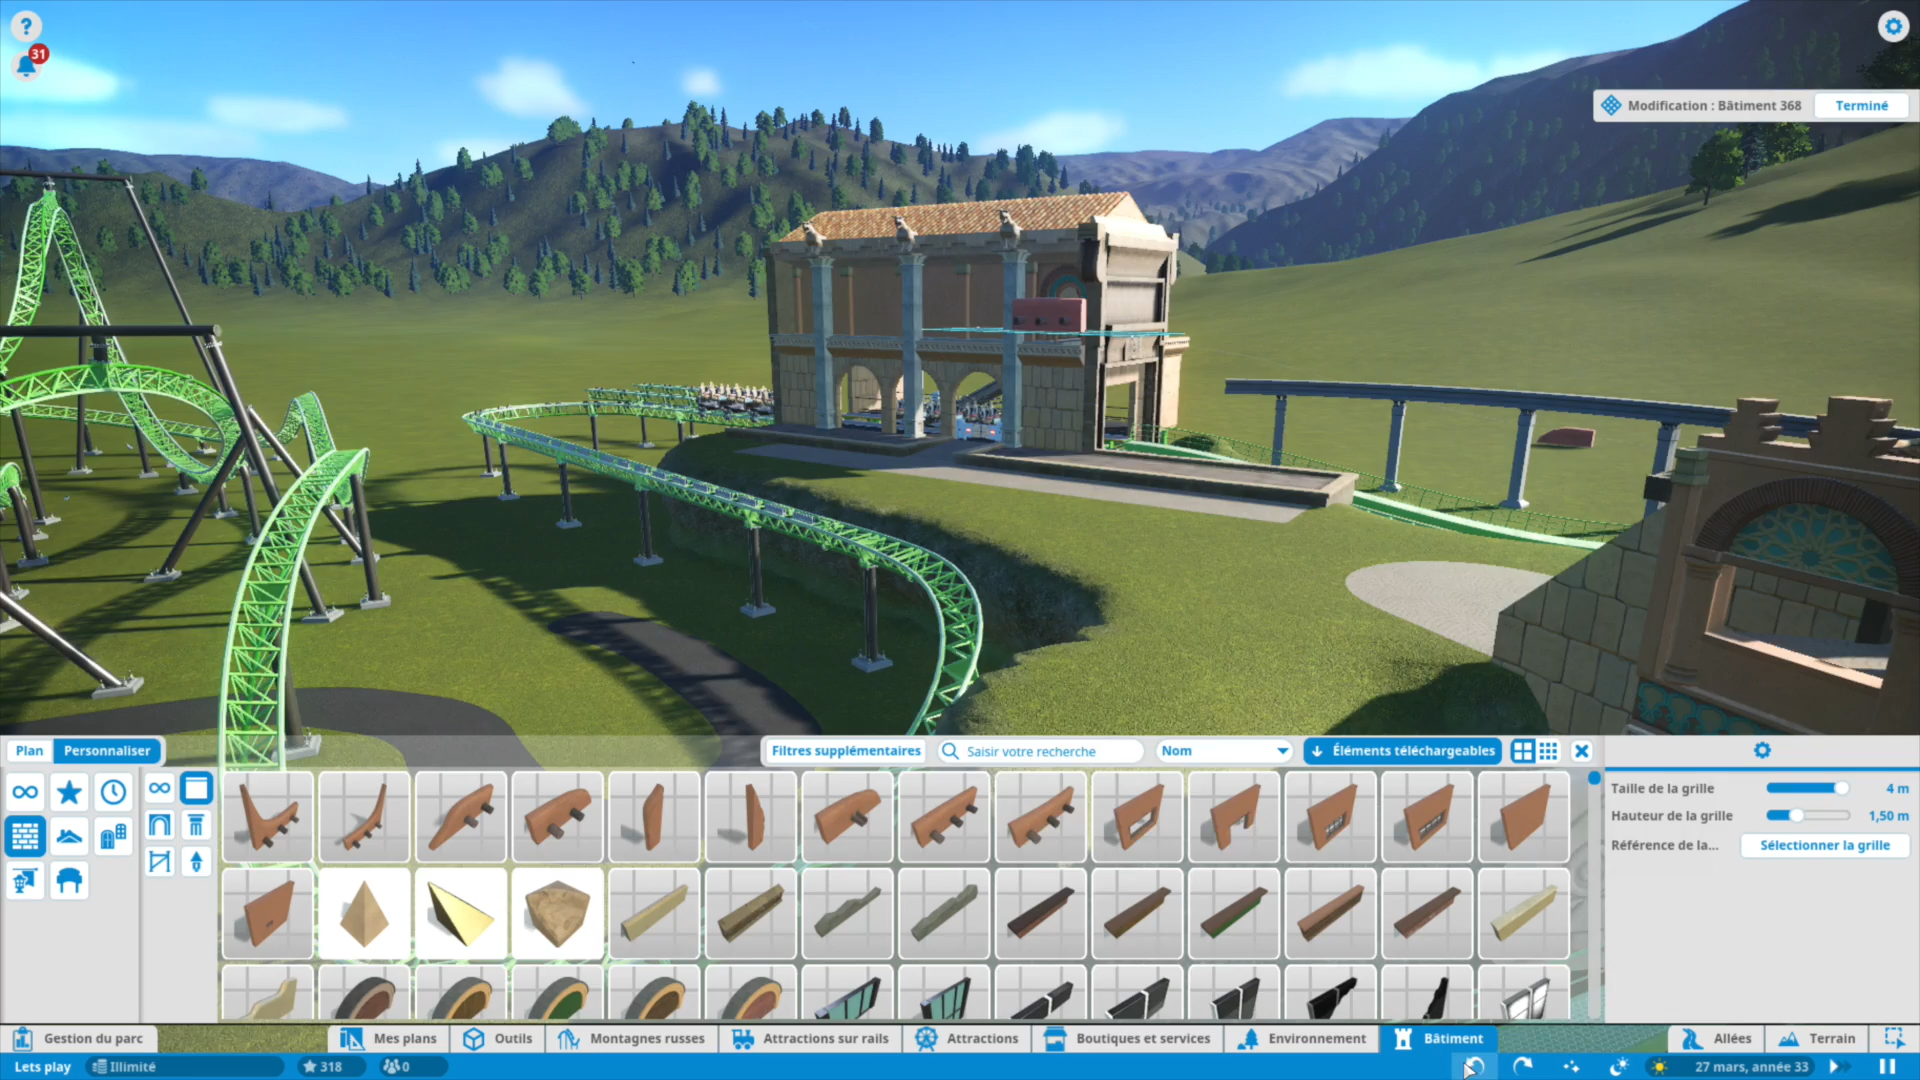 ?
31
Modification : Bâtiment 368
Terminé
Plan
Personnaliser
Filtres supplémentaires
Saisir votre recherche
Nom
Éléments téléchargeables
Taille de la grille
4 m
Hauteur de la grille
1,50 m
Référence de la...
Sélectionner la grille
Gestion du parc
Mes plans
Outils
Montagnes russes
Attractions sur rails
Attractions
Boutiques et services
Environnement
Bâtiment
Allées
Terrain
Lets play
Illimité
318
0
27 mars, année 33